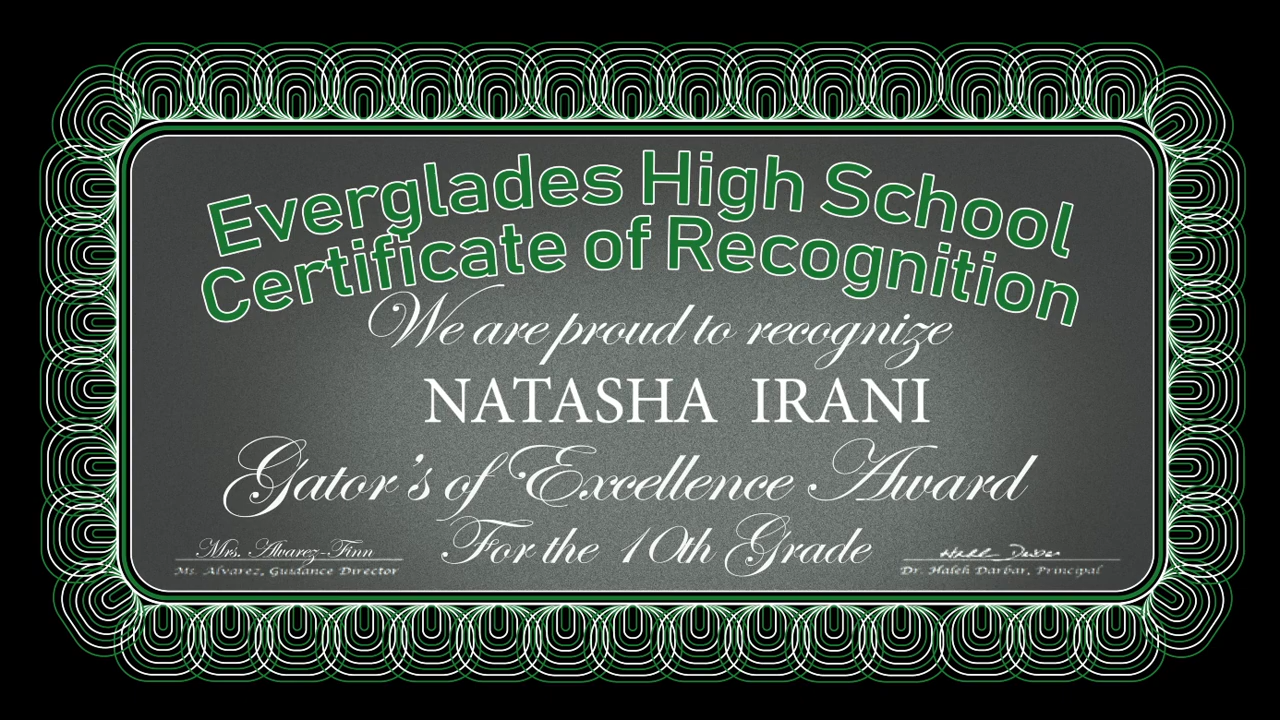 Everglades High School
Certificate of Recognition
We are proud to recognize
NATASHA IRANI
Gator's of Excellence Award
For the 10th Grade
Mrs. Alvarez-Finn
Ms. Alvarez, Guidance Director
Dr. Haleh Darbar, Principal